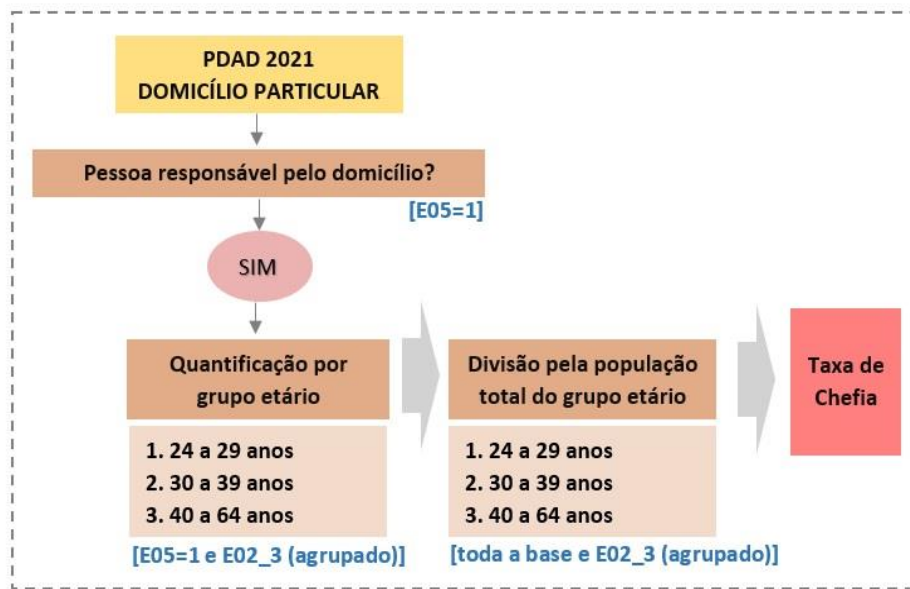 PDAD 2021
DOMICÍLIO PARTICULAR
Pessoa responsável pelo domicílio?
[E05=1]
SIM
Quantificação por
grupo etário
1. 24 a 29 anos
2. 30 a 39 anos
3. 40 a 64 anos
[E05=1 e E02_3 (agrupado)]
Divisão pela população
total do grupo etário
1. 24 a 29 anos
2. 30 a 39 anos
3. 40 a 64 anos
[toda a base e E02_3 (agrupado)]
Taxa de
Chefia